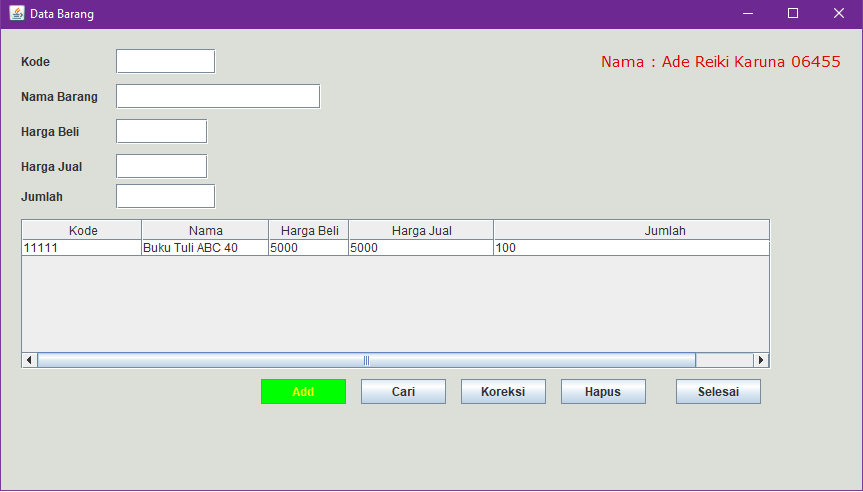 Data Barang
Kode
Nama : Ade Reiki Karuna 06455
Nama Barang
Harga Beli
Harga Jual
Jumlah
Kode Nama Harga Beli Harga Jual Jumlah
11111 Buku Tuli ABC 40 5000 5000 100
Add Cari Koreksi Hapus Selesai